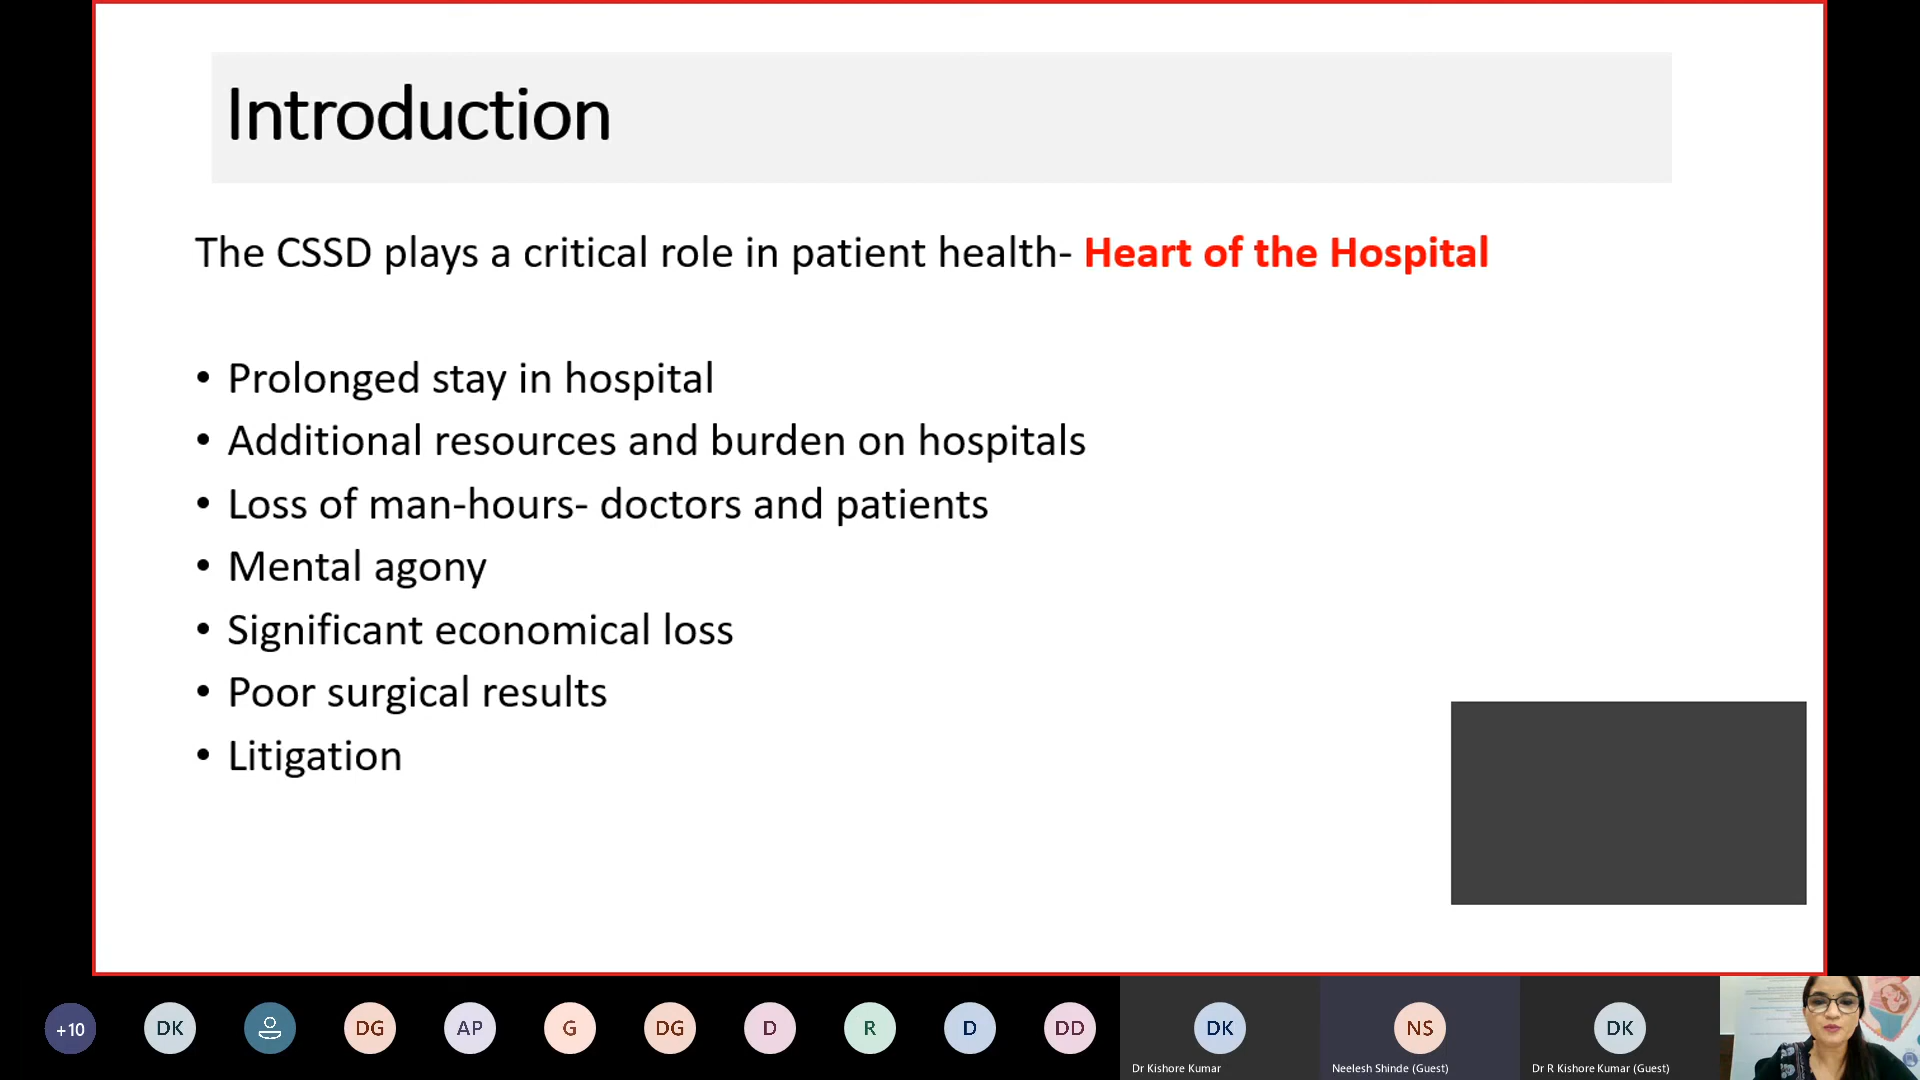 Introduction
The CSSD plays a critical role in patient health- Heart of the Hospital
• Prolonged stay in hospital
• Additional resources and burden on hospitals
• Loss of man-hours- doctors and patients
• Mental agony
• Significant economical loss
• Poor surgical results
• Litigation
+10
DK
DG
AP
G
DG
D
R
D
DD
DK
Dr Kishore Kumar
NS
Neelesh Shinde (Guest)
DK
Dr R Kishore Kumar (Guest)